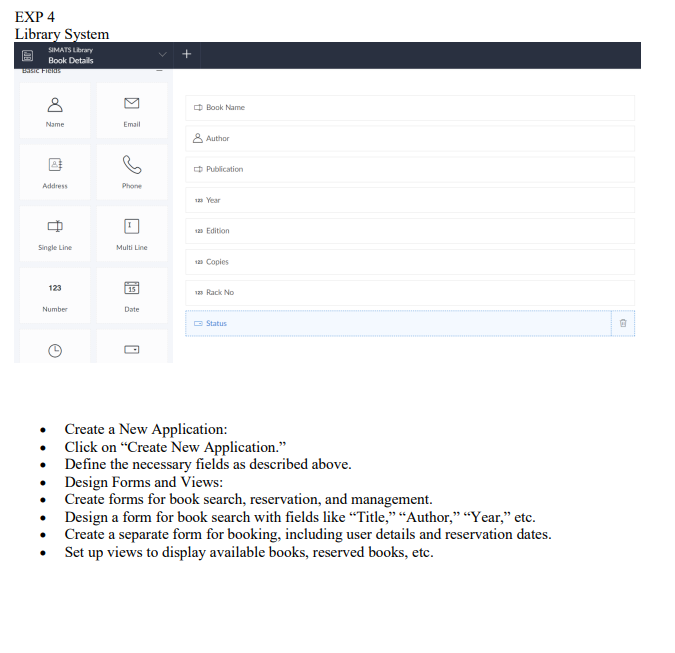 EXP 4
Library System
SIMATS Library
Book Details
+
Basic Fields
Name
Email
Address
Phone
Single Line
Multi Line
123
Number
15
Date
Book Name
Author
Publication
123 Year
123 Edition
123 Copies
123 Rack No
Status
• Create a New Application:
• Click on “Create New Application.”
• Define the necessary fields as described above.
• Design Forms and Views:
• Create forms for book search, reservation, and management.
• Design a form for book search with fields like “Title,” “Author,” “Year,” etc.
• Create a separate form for booking, including user details and reservation dates.
• Set up views to display available books, reserved books, etc.